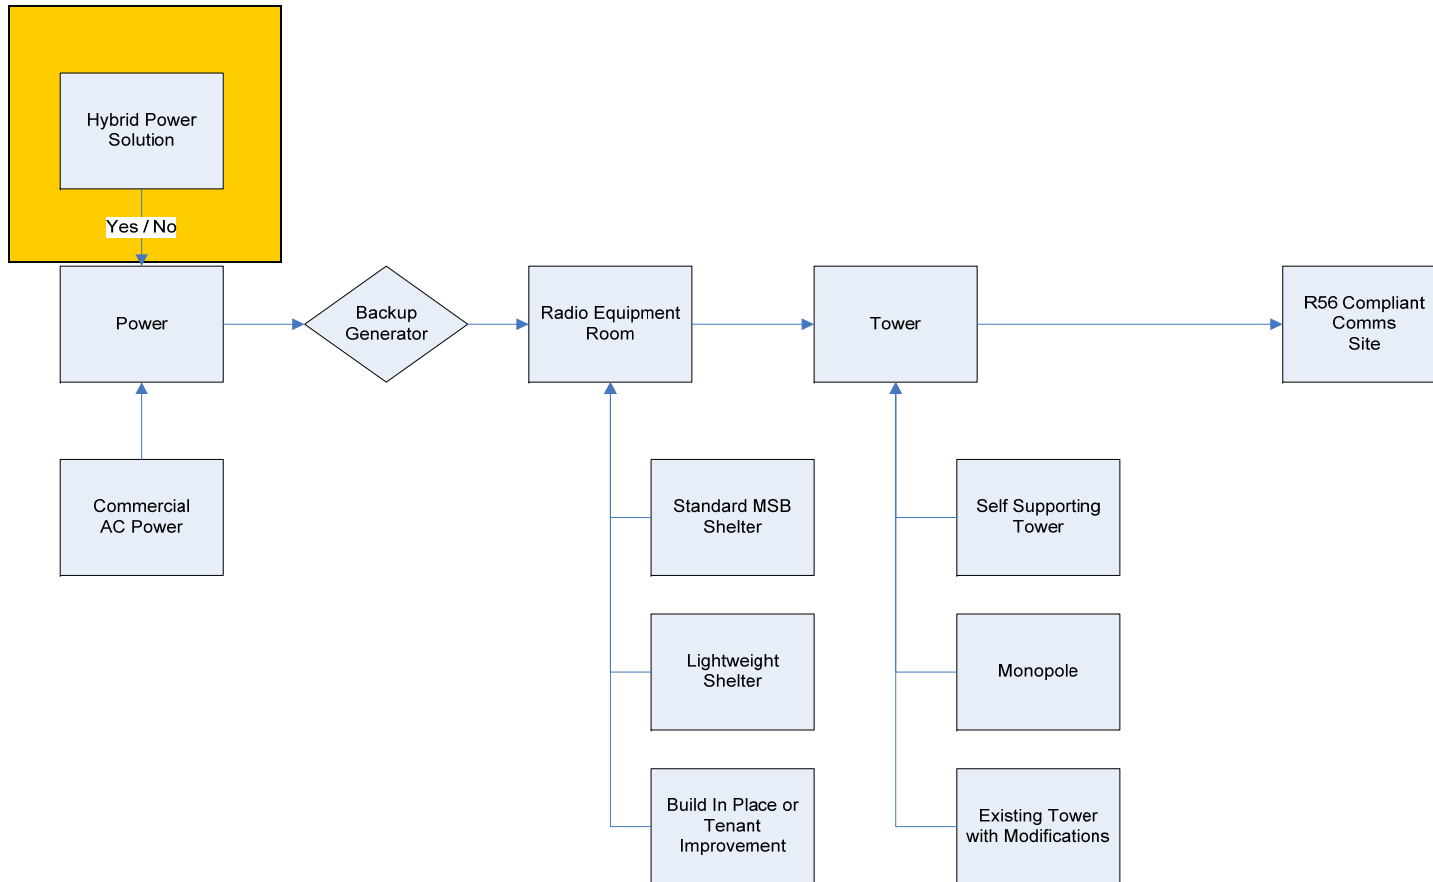 Hybrid Power
Solution
Yes / No
Power
Backup
Generator
Radio Equipment
Room
Tower
R56 Compliant
Comms
Site
Commercial
AC Power
Standard MSB
Shelter
Self Supporting
Tower
Lightweight
Shelter
Monopole
Build In Place or
Tenant
Improvement
Existing Tower
with Modifications